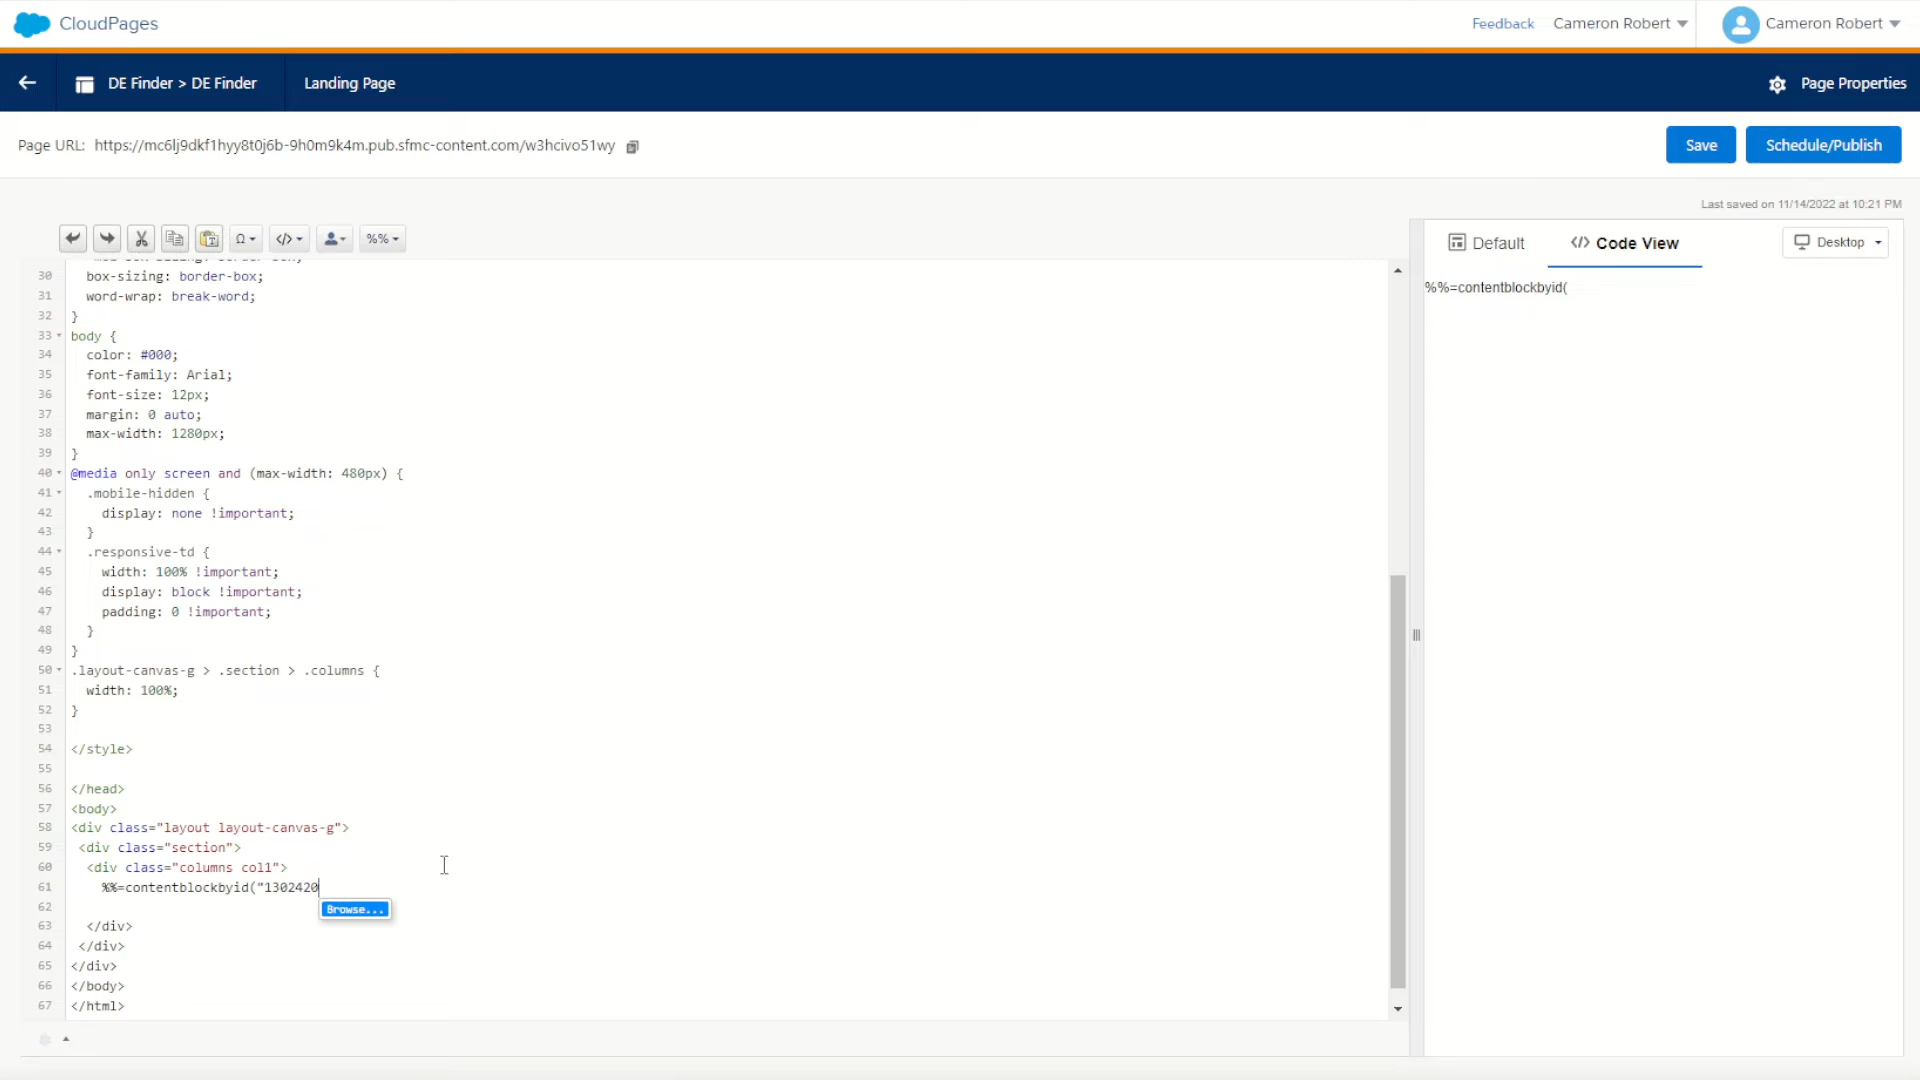 CloudPages
Feedback
Cameron Robert
Cameron Robert
DE Finder > DE Finder
Landing Page
Page Properties
Page URL: https://mc6lj9dkf1hyy8t0j6b-9h0m9k4m.pub.sfmc-content.com/w3hcivo51wy
Save
Schedule/Publish
Last saved on 11/14/2022 at 10:21 PM
Ω
</>
%%
Default
</> Code View
Desktop
%%=contentblockbyid(
30 box-sizing: border-box;
31 word-wrap: break-word;
32 }
33 body {
34 color: #000;
35 font-family: Arial;
36 font-size: 12px;
37 margin: 0 auto;
38 max-width: 1280px;
39 }
40 @media only screen and (max-width: 480px) {
41 .mobile-hidden {
42 display: none !important;
43 }
44 .responsive-td {
45 width: 100% !important;
46 display: block !important;
47 padding: 0 !important;
48 }
49 }
50 .layout-canvas-g > .section > .columns {
51 width: 100%;
52 }
53
54 </style>
55
56 </head>
57 <body>
58 <div class="layout layout-canvas-g">
59 <div class="section">
60 <div class="columns col1">
61 %%=contentblockbyid("1302420
Browse...
62
63 </div>
64 </div>
65 </div>
66 </body>
67 </html>